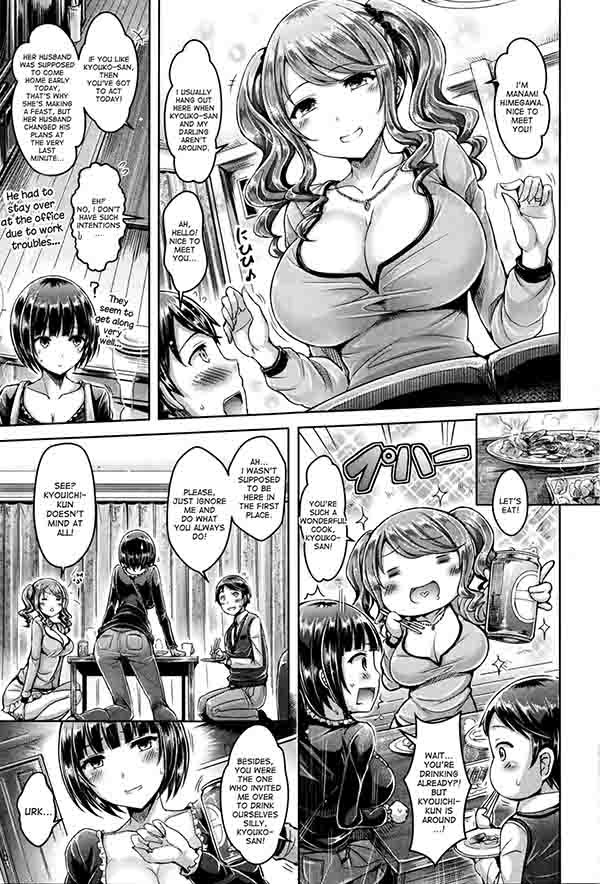 I'M
MANAMI
HIMEGAWA.
NICE TO
MEET
YOU!
I USUALLY
HANG OUT
HERE WHEN
KYOUKO-SAN
AND MY
DARLING
AREN'T
AROUND.
AH,
HELLO!
NICE TO
MEET
YOU...
にひひ♪
IF YOU LIKE
KYOUKO-SAN,
THEN
YOU'VE
GOT TO
ACT TODAY!
HER HUSBAND
WAS SUPPOSED
TO COME
HOME EARLY
TODAY,
THAT'S WHY
SHE'S MAKING
A FEAST, BUT
HER HUSBAND
CHANGED HIS
PLANS AT THE
VERY LAST
MINUTE...
EH?
NO, I DON'T
HAVE SUCH
INTENTIONS
....
He had to
stay over
at the office
due to work
troubles...
?
They
seem to
get along
very
well...
LET'S
EAT!
プハー
YOU'RE
SUCH A
WONDERFUL
COOK,
KYOUKO-
SAN!
WAIT...
YOU'RE
DRINKING
ALREADY?!
BUT
KYOUICHI-
KUN IS
AROUND
...!
AH...
I WASN'T
SUPPOSED
TO BE
HERE IN
THE FIRST
PLACE.
PLEASE,
JUST IGNORE
ME AND DO
WHAT YOU
ALWAYS
DO!
SEE?
KYOUICHI-
KUN
DOESN'T
MIND AT
ALL!
BESIDES,
YOU WERE
THE ONE
WHO INVITED
ME OVER
TO DRINK
OURSELVES
SILLY,
KYOUKO-
SAN!
URK...